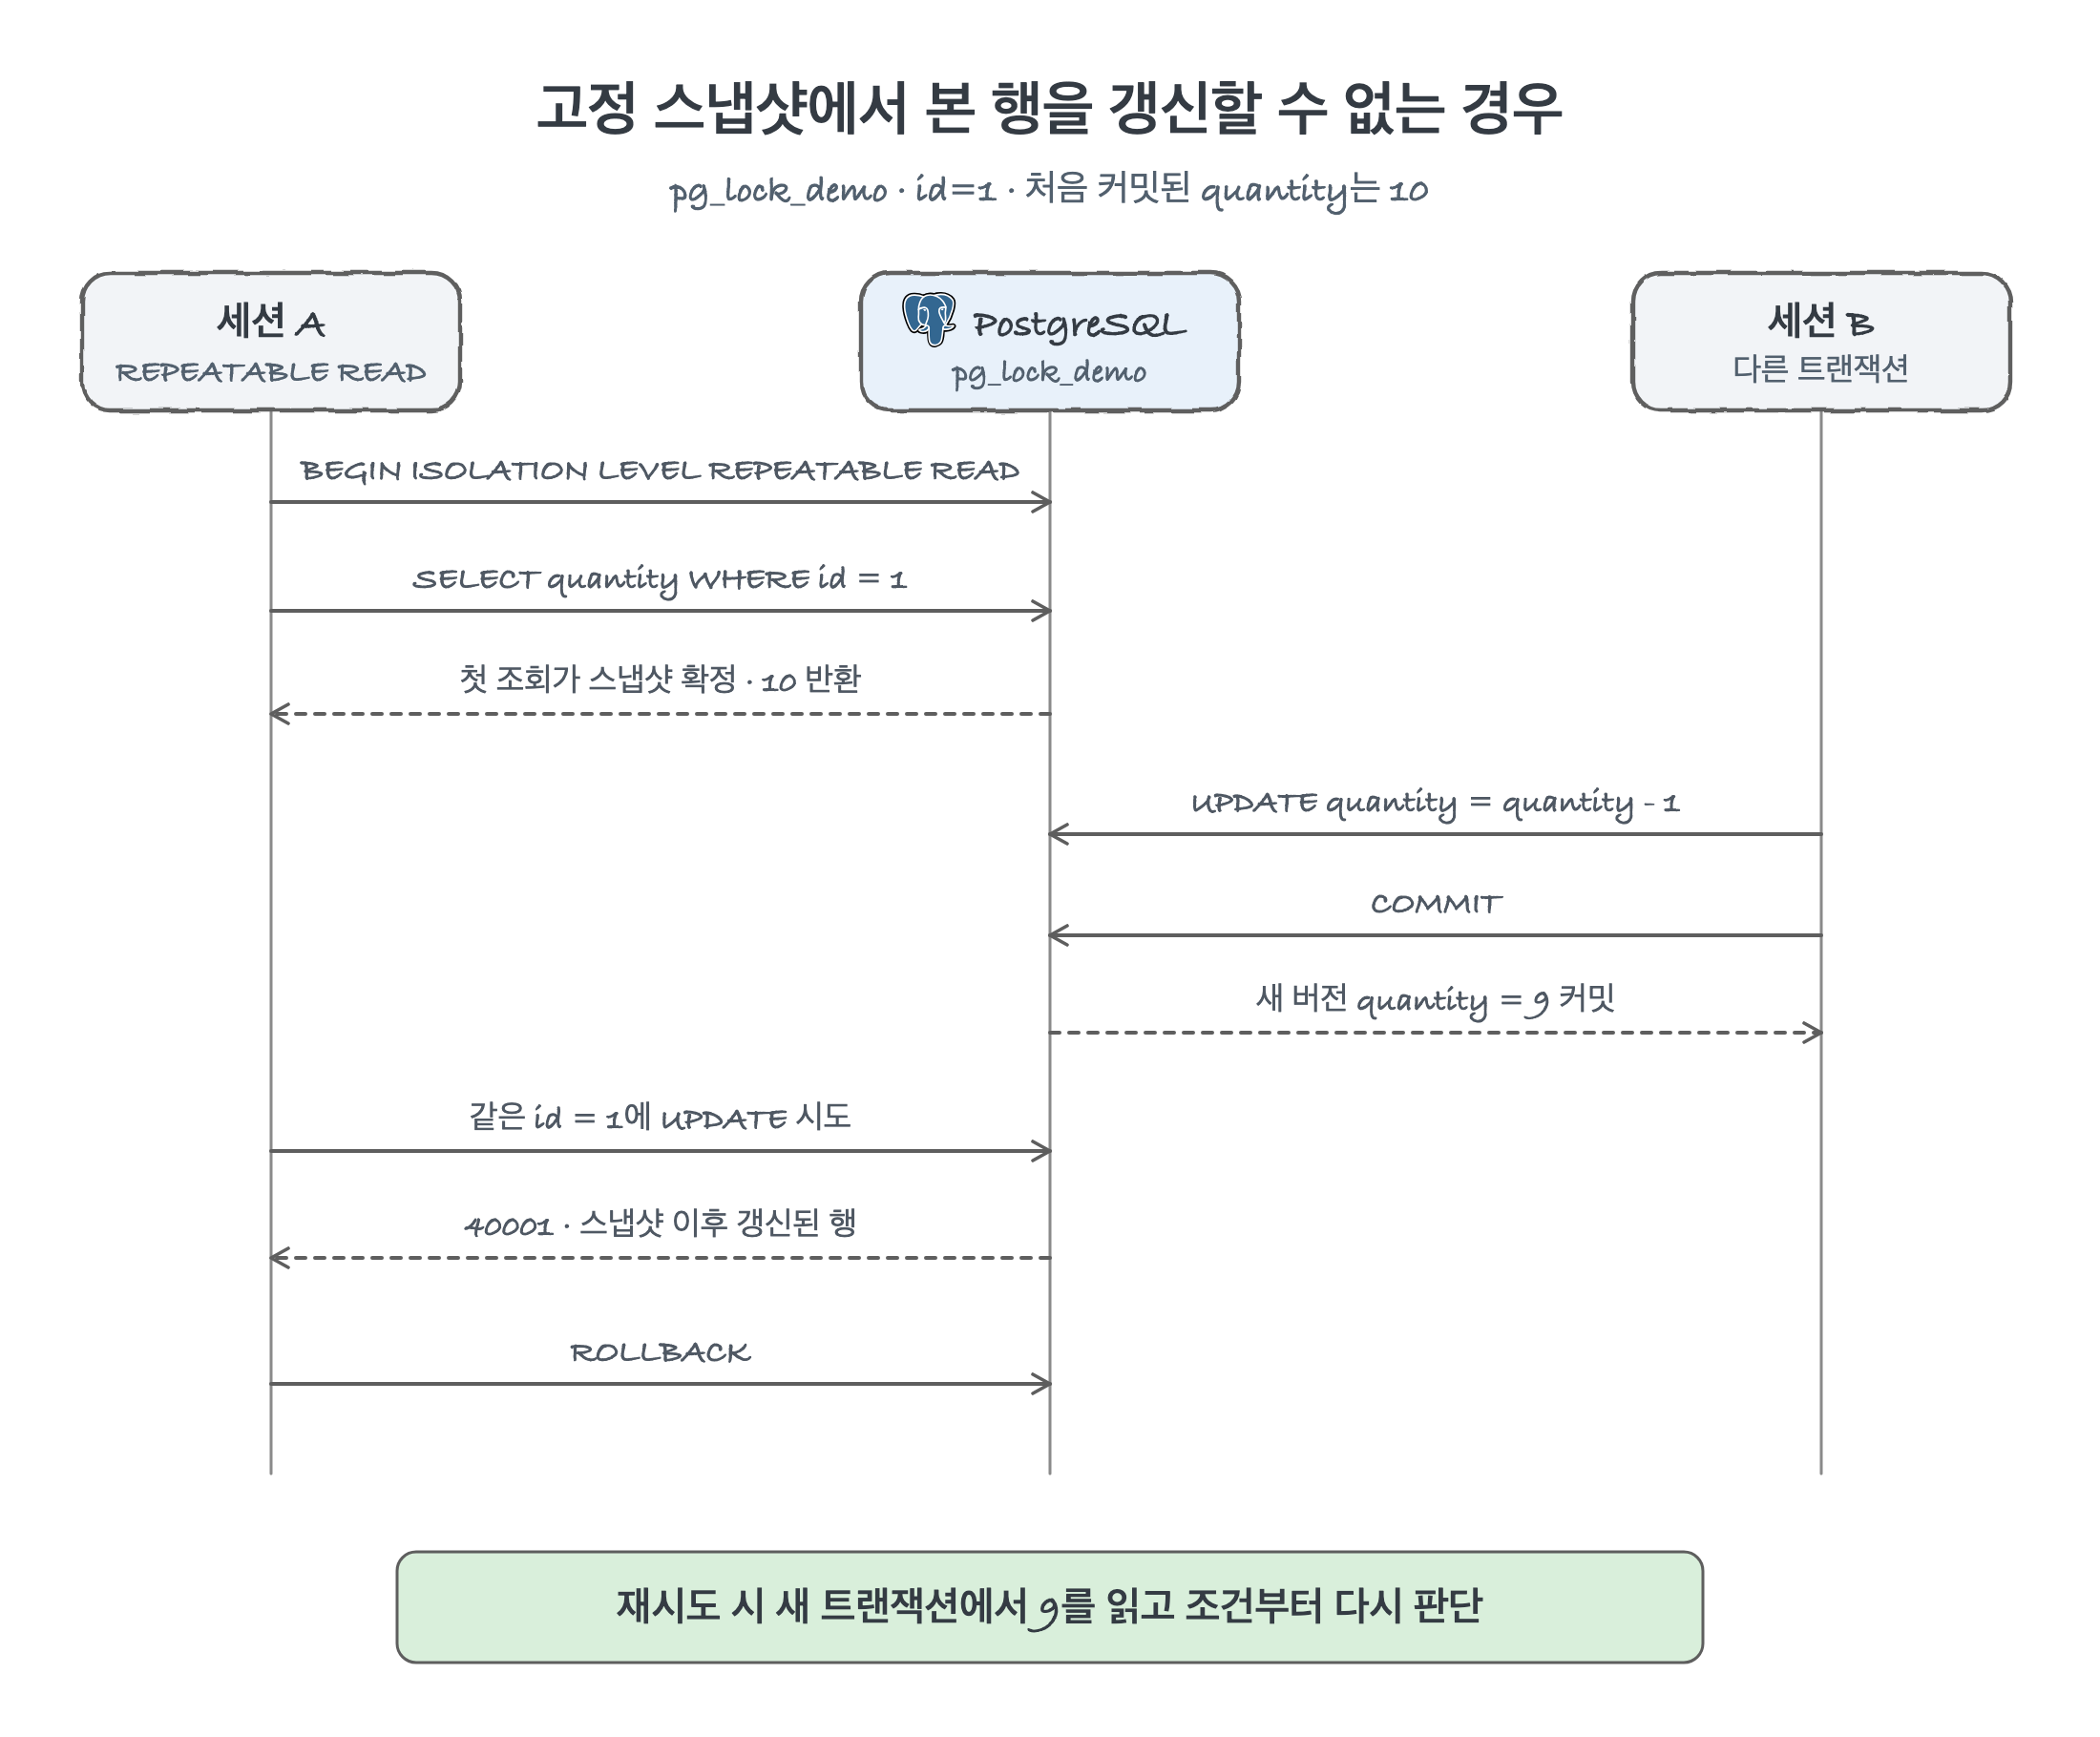 고정 스냅샷에서 본 행을 갱신할 수 없는 경우
pg_lock_demo · id=1 · 처음 커밋된 quantity는 10
세션 A
REPEATABLE READ
PostgreSQL
pg_lock_demo
세션 B
다른 트랜잭션
BEGIN ISOLATION LEVEL REPEATABLE READ
SELECT quantity WHERE id = 1
첫 조회가 스냅샷 확정 · 10 반환
UPDATE quantity = quantity - 1
COMMIT
새 버전 quantity = 9 커밋
같은 id = 1에 UPDATE 시도
40001 · 스냅샷 이후 갱신된 행
ROLLBACK
재시도 시 새 트랜잭션에서 9를 읽고 조건부터 다시 판단